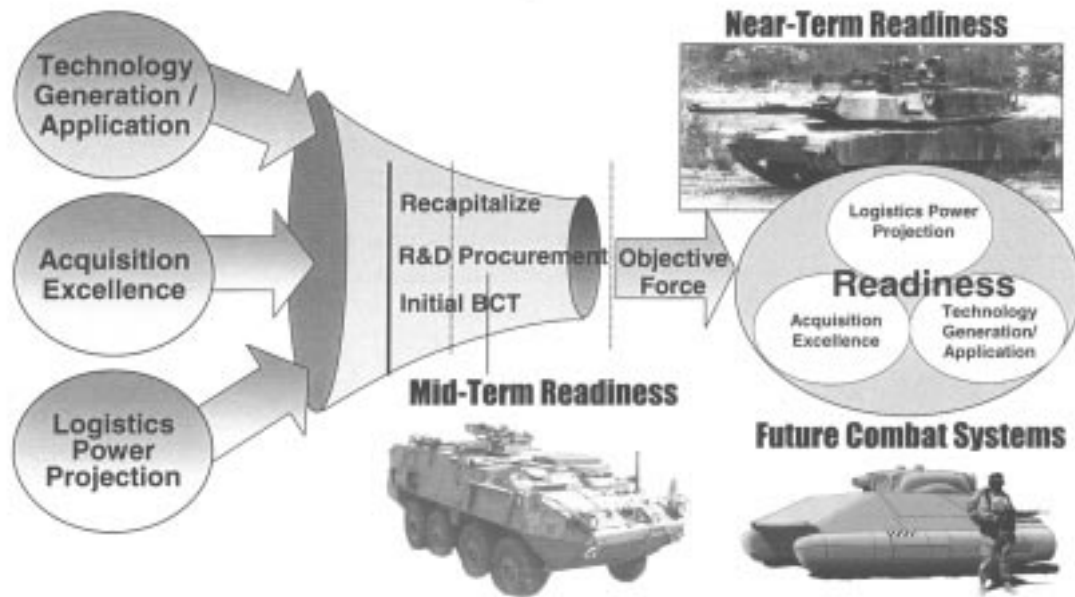 Near-Term Readiness
Technology
Generation /
Application
Acquisition
Excellence
Logistics
Power
Projection
Recapitalize
R&D Procurement
Initial BCT
Objective
Force
Logistics Power
Projection
Readiness
Acquisition
Excellence
Technology
Generation/
Application
Mid-Term Readiness
Future Combat Systems